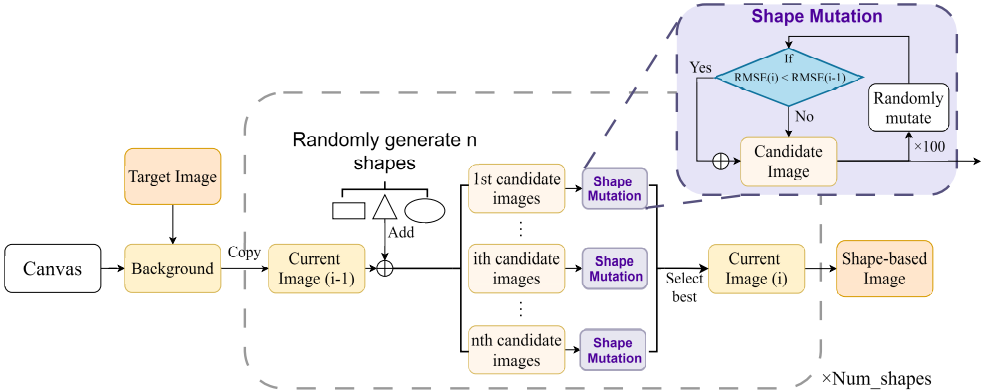 Shape Mutation
If
RMSE(i) < RMSE(i-1)
Yes
No
Randomly
mutate
×100
Candidate
Image
Randomly generate n
shapes
Add
Target Image
Canvas
Background
Copy
Current
Image (i-1)
1st candidate
images
Shape
Mutation
⋮
ith candidate
images
Shape
Mutation
⋮
nth candidate
images
Shape
Mutation
Select
best
Current
Image (i)
Shape-based
Image
×Num_shapes